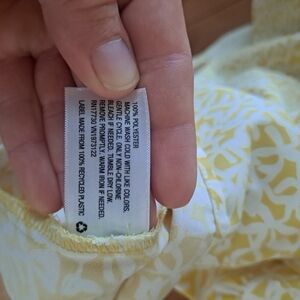 100% POLYESTER
MACHINE WASH COLD WITH LIKE COLORS,
GENTLE CYCLE. ONLY NON-CHLORINE
BLEACH IF NEEDED. TUMBLE DRY LOW.
REMOVE PROMPTLY. WARM IRON IF NEEDED.
RN17730 VN1973122
LABEL MADE FROM 100% RECYCLED PLASTIC